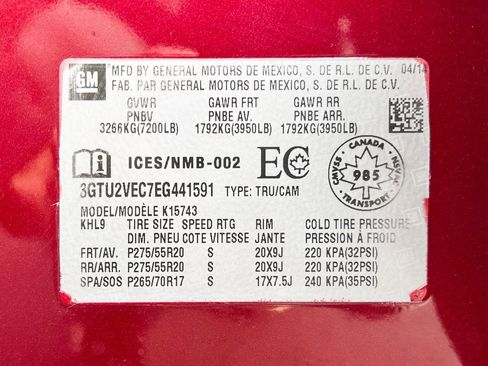 GM
MFD BY GENERAL MOTORS DE MEXICO, S. DE R.L. DE C.V. 04/14
FAB. PAR GENERAL MOTORS DE MEXICO, S. DE R.L. DE C.V.
GVWR GAWR FRT GAWR RR
PNBV PNBE AV. PNBE AR.
3266KG(7200LB) 1792KG(3950LB) 1792KG(3950LB)
i ICES/NMB-002 EC
CANADA
CMVSS NSVAC
985
TRANSPORT
3GTU2VEC7EG441591 TYPE: TRU/CAM
MODEL/MODÈLE K15743
KHL9 TIRE SIZE SPEED RTG RIM COLD TIRE PRESSURE
DIM. PNEU COTE VITESSE JANTE PRESSION À FROID
FRT/AV. P275/55R20 S 20X9J 220 KPA(32PSI)
RR/ARR. P275/55R20 S 20X9J 220 KPA(32PSI)
SPA/SOS P265/70R17 S 17X7.5J 240 KPA(35PSI)